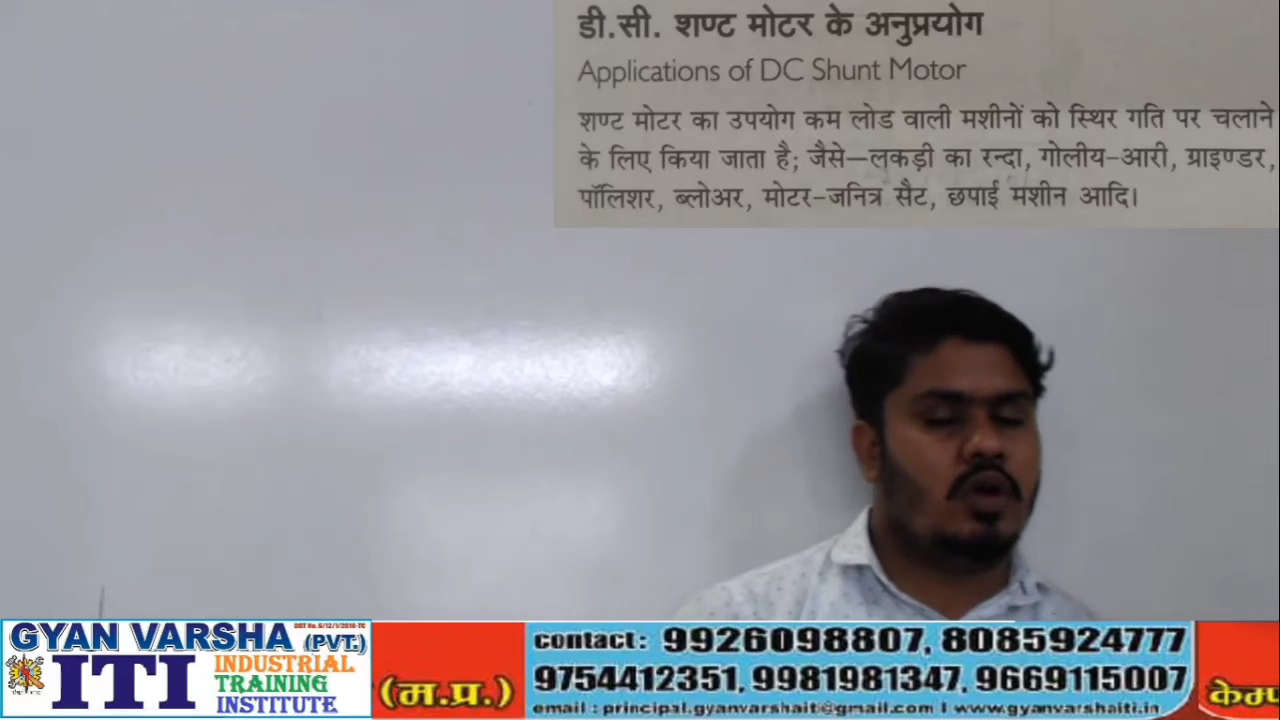 डी.सी. शण्ट मोटर के अनुप्रयोग
Applications of DC Shunt Motor
शण्ट मोटर का उपयोग कम लोड वाली मशीनों को स्थिर गति पर चलाने
के लिए किया जाता है; जैसे—लकड़ी का रन्दा, गोलीय-आरी, ग्राइण्डर,
पॉलिशर, ब्लोअर, मोटर-जनित्र सैट, छपाई मशीन आदि।
GYAN VARSHA (PVT.)
ITI INDUSTRIAL
TRAINING
INSTITUTE
(म.प्र.)
contact : 9926098807, 8085924777
9754412351, 9981981347, 9669115007
email : principal.gyanvarshait@gmail.com | www.gyanvarshaiti.in